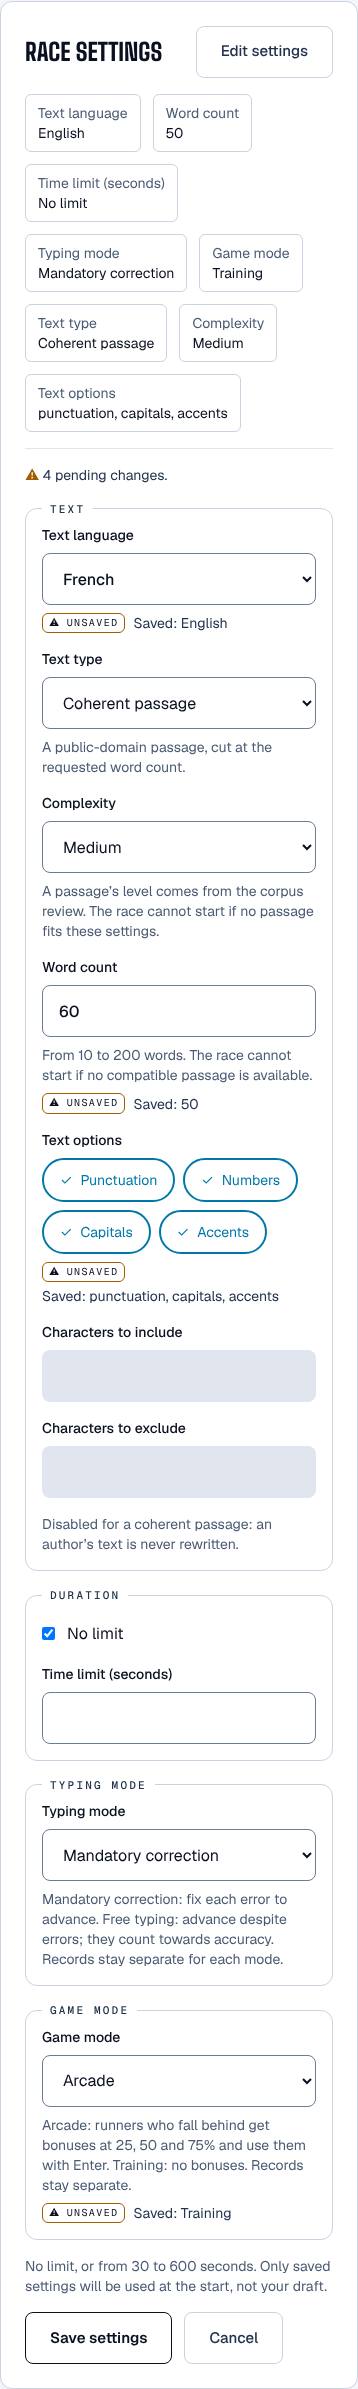 RACE SETTINGS
Edit settings
Text language
English
Word count
50
Time limit (seconds)
No limit
Typing mode
Mandatory correction
Game mode
Training
Text type
Coherent passage
Complexity
Medium
Text options
punctuation, capitals, accents
⚠ 4 pending changes.
TEXT
Text language
French
⚠ UNSAVED Saved: English
Text type
Coherent passage
A public-domain passage, cut at the
requested word count.
Complexity
Medium
A passage's level comes from the corpus
review. The race cannot start if no passage
fits these settings.
Word count
60
From 10 to 200 words. The race cannot
start if no compatible passage is available.
⚠ UNSAVED Saved: 50
Text options
✓ Punctuation ✓ Numbers
✓ Capitals ✓ Accents
⚠ UNSAVED
Saved: punctuation, capitals, accents
Characters to include
Characters to exclude
Disabled for a coherent passage: an
author's text is never rewritten.
DURATION
No limit
Time limit (seconds)
TYPING MODE
Typing mode
Mandatory correction
Mandatory correction: fix each error to
advance. Free typing: advance despite
errors; they count towards accuracy.
Records stay separate for each mode.
GAME MODE
Game mode
Arcade
Arcade: runners who fall behind get
bonuses at 25, 50 and 75% and use them
with Enter. Training: no bonuses. Records
stay separate.
⚠ UNSAVED Saved: Training
No limit, or from 30 to 600 seconds. Only saved
settings will be used at the start, not your draft.
Save settings
Cancel